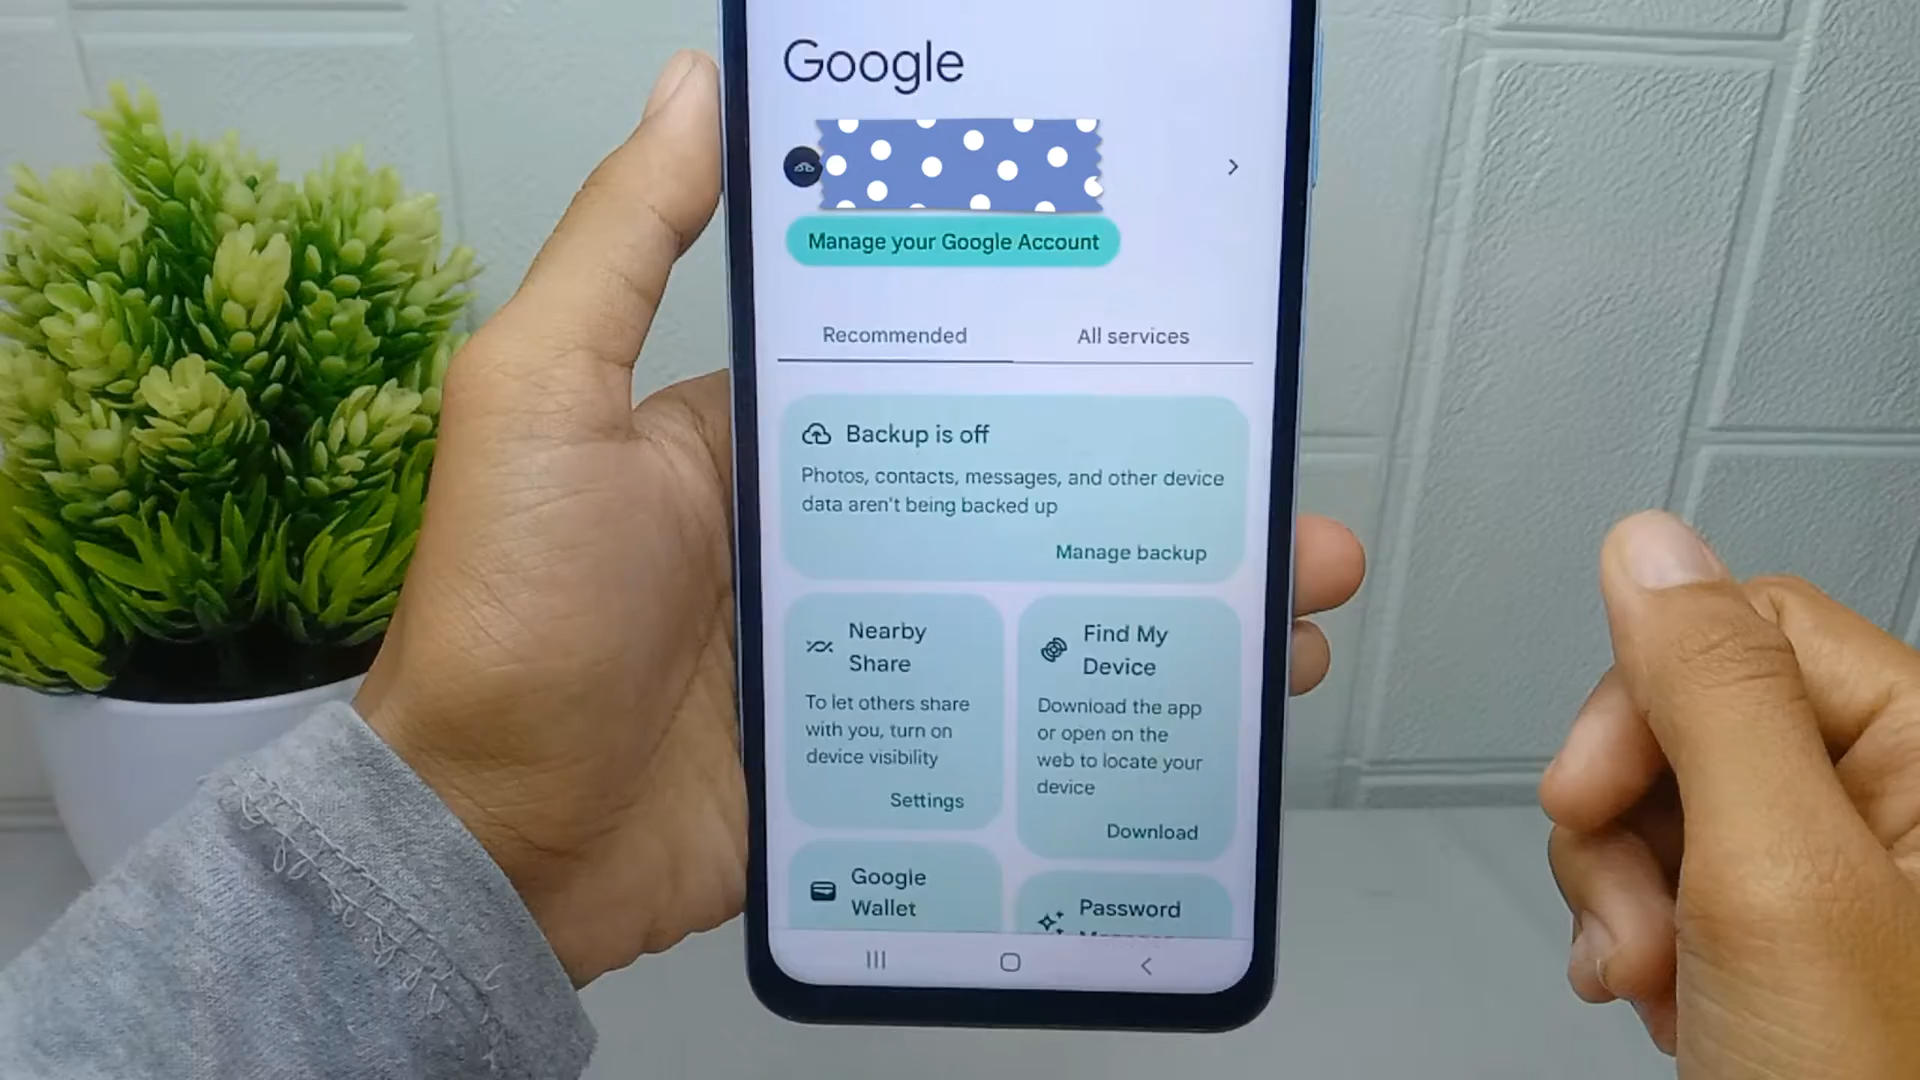 Google
Manage your Google Account
Recommended
All services
Backup is off
Photos, contacts, messages, and other device
data aren't being backed up
Manage backup
Nearby
Share
To let others share
with you, turn on
device visibility
Settings
Find My
Device
Download the app
or open on the
web to locate your
device
Download
Google
Wallet
Password